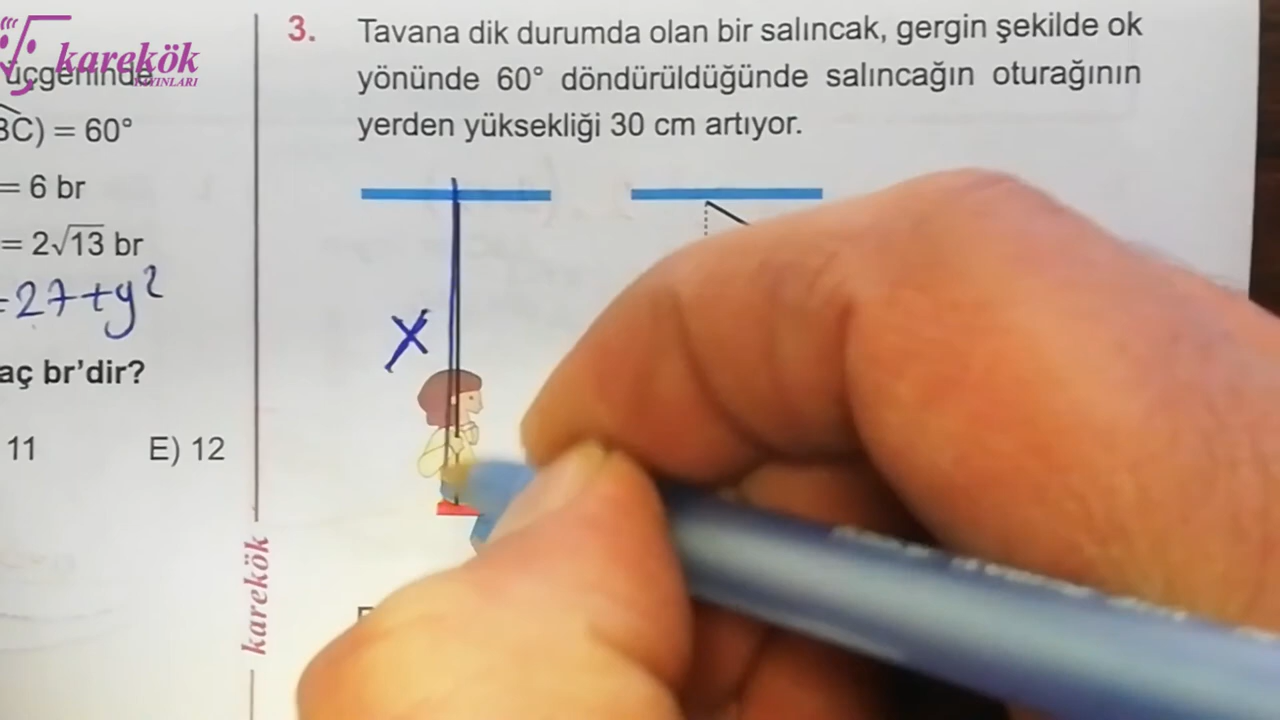 karekök
YAYINLARI
üçgeninde
BC) = 60°
= 6 br
= 2√13 br
=27+y²
aç br'dir?
11 E) 12
karekök
3. Tavana dik durumda olan bir salıncak, gergin şekilde ok
yönünde 60° döndürüldüğünde salıncağın oturağının
yerden yüksekliği 30 cm artıyor.
X